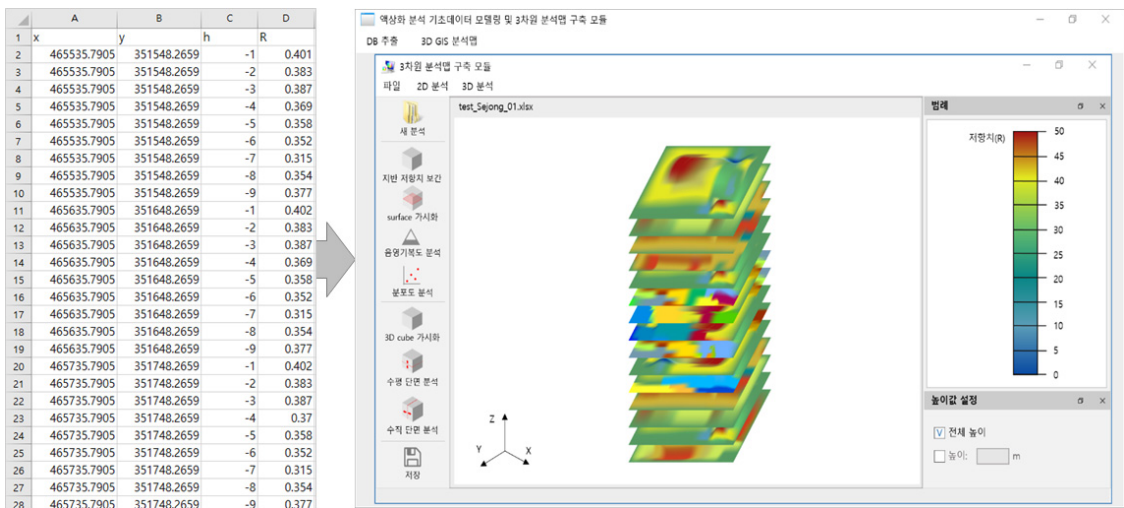 A B C D
1 x y h R
2 465535.7905 351548.2659 -1 0.401
3 465535.7905 351548.2659 -2 0.383
4 465535.7905 351548.2659 -3 0.387
5 465535.7905 351548.2659 -4 0.369
6 465535.7905 351548.2659 -5 0.358
7 465535.7905 351548.2659 -6 0.352
8 465535.7905 351548.2659 -7 0.315
9 465535.7905 351548.2659 -8 0.354
10 465535.7905 351548.2659 -9 0.377
11 465635.7905 351648.2659 -1 0.402
12 465635.7905 351648.2659 -2 0.383
13 465635.7905 351648.2659 -3 0.387
14 465635.7905 351648.2659 -4 0.369
15 465635.7905 351648.2659 -5 0.358
16 465635.7905 351648.2659 -6 0.352
17 465635.7905 351648.2659 -7 0.315
18 465635.7905 351648.2659 -8 0.354
19 465635.7905 351648.2659 -9 0.377
20 465735.7905 351748.2659 -1 0.402
21 465735.7905 351748.2659 -2 0.383
22 465735.7905 351748.2659 -3 0.387
23 465735.7905 351748.2659 -4 0.37
24 465735.7905 351748.2659 -5 0.358
25 465735.7905 351748.2659 -6 0.352
26 465735.7905 351748.2659 -7 0.315
27 465735.7905 351748.2659 -8 0.354
28 465735.7905 351748.2659 -9 0.377
액상화 분석 기초데이터 모델링 및 3차원 분석맵 구축 모듈
DB 추출 3D GIS 분석맵
3차원 분석맵 구축 모듈
파일 2D 분석 3D 분석
새 분석
지반 저항치 보간
surface 가시화
음영기복도 분석
분포도 분석
3D cube 가시화
수평 단면 분석
수직 단면 분석
저장
test_Sejong_01.xlsx
Z
Y
X
범례
저항치(R)
50
45
40
35
30
25
20
15
10
5
0
높이값 설정
V 전체 높이
높이: m